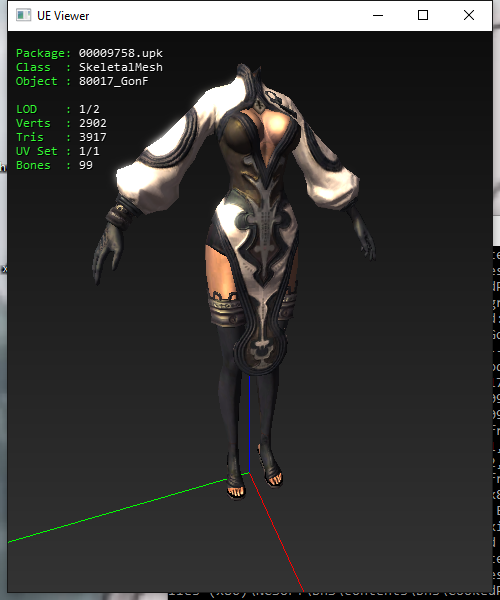 UE Viewer
Package: 00009758.upk
Class : SkeletalMesh
Object : 80017_GonF
LOD : 1/2
Verts : 2902
Tris : 3917
UV Set : 1/1
Bones : 99